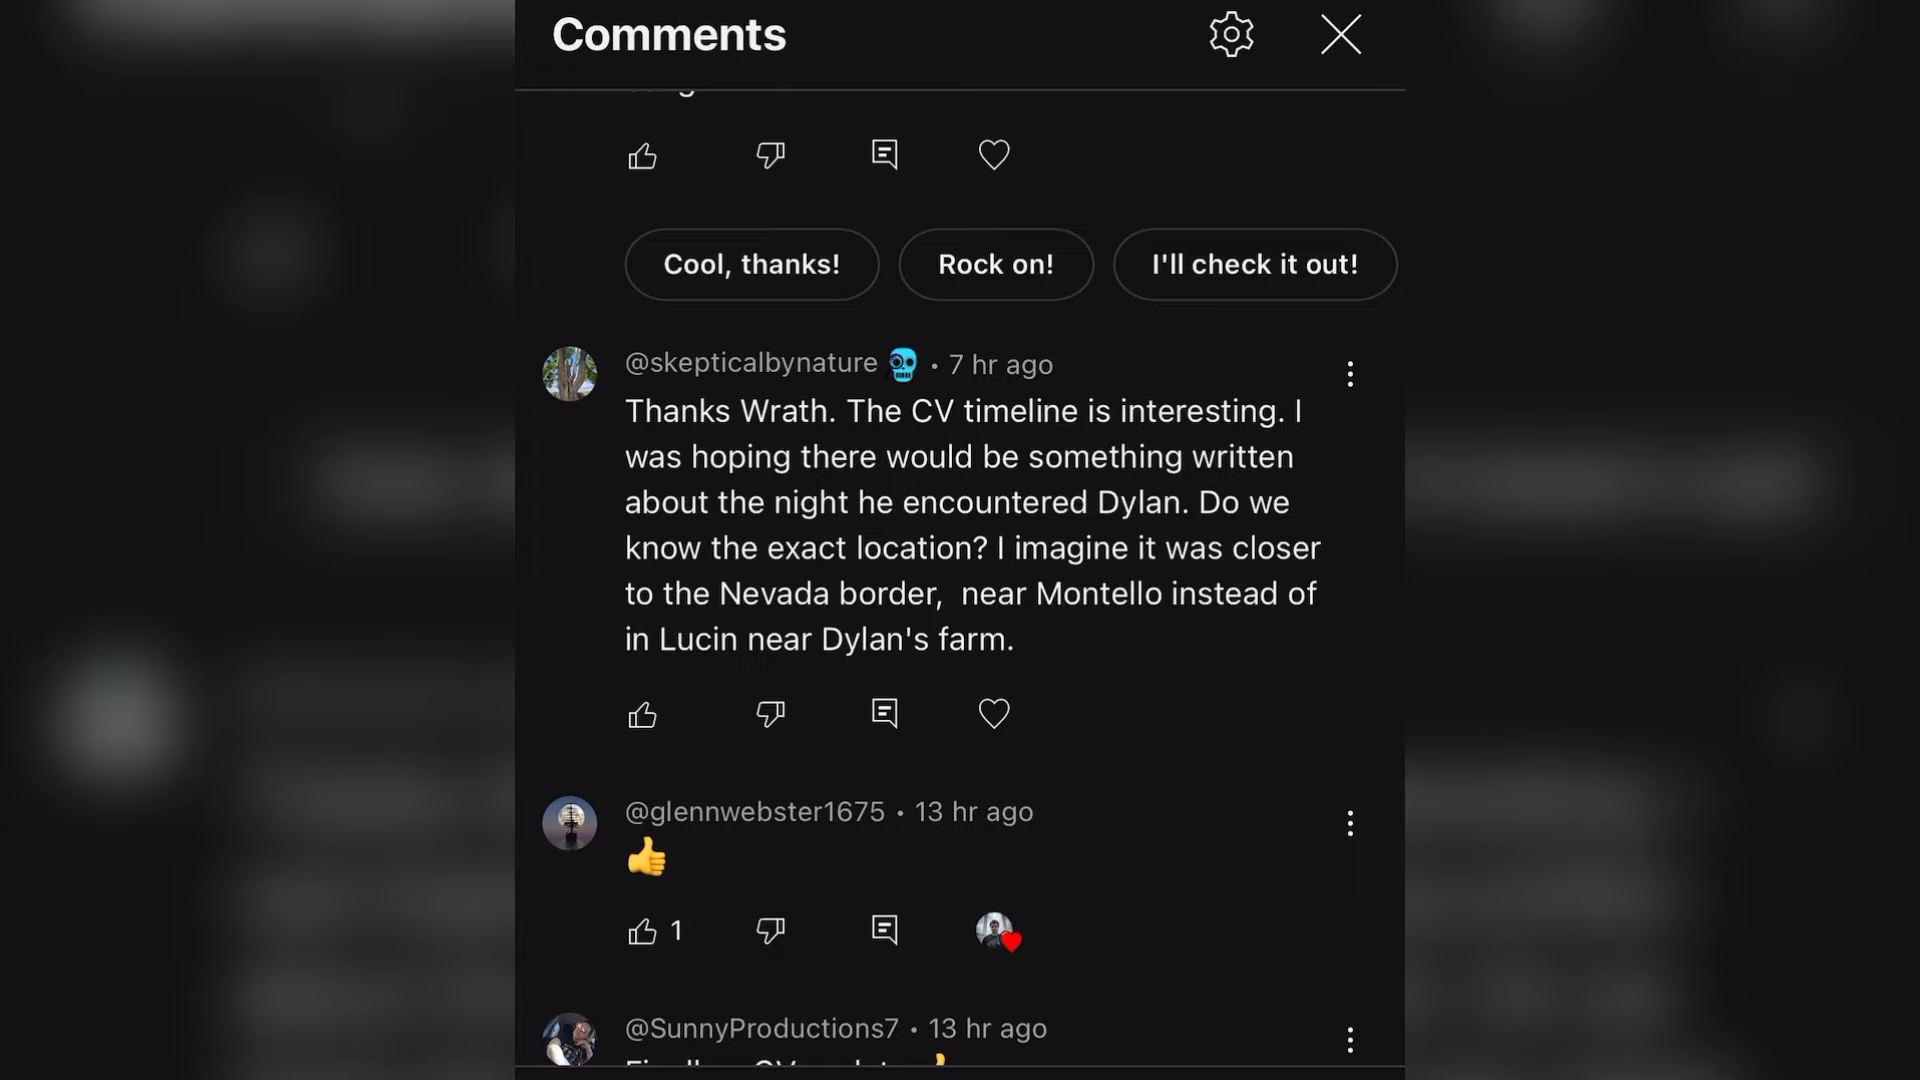 Comments
Cool, thanks!
Rock on!
I'll check it out!
@skepticalbynature • 7 hr ago
Thanks Wrath. The CV timeline is interesting. I
was hoping there would be something written
about the night he encountered Dylan. Do we
know the exact location? I imagine it was closer
to the Nevada border,  near Montello instead of
in Lucin near Dylan's farm.
@glennwebster1675 • 13 hr ago
👍
1
@SunnyProductions7 • 13 hr ago